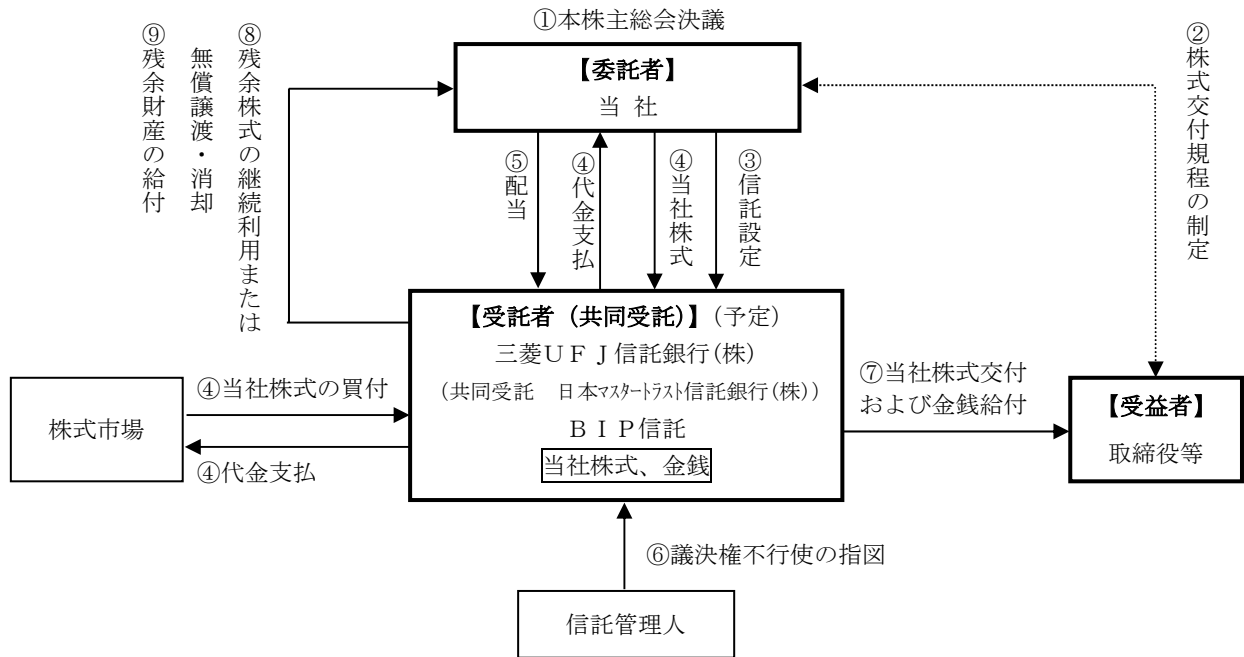 ①本株主総会決議
【委託者】
当 社
⑨残余財産の給付
⑧残余株式の継続利用または
無償譲渡・消却
②株式交付規程の制定
⑤配当
④代金支払
④当社株式
③信託設定
【受託者（共同受託）】(予定)
三菱ＵＦＪ信託銀行(株)
(共同受託　日本マスタートラスト信託銀行(株))
ＢＩＰ信託
当社株式、金銭
株式市場
④当社株式の買付
④代金支払
⑦当社株式交付
および金銭給付
【受益者】
取締役等
⑥議決権不行使の指図
信託管理人